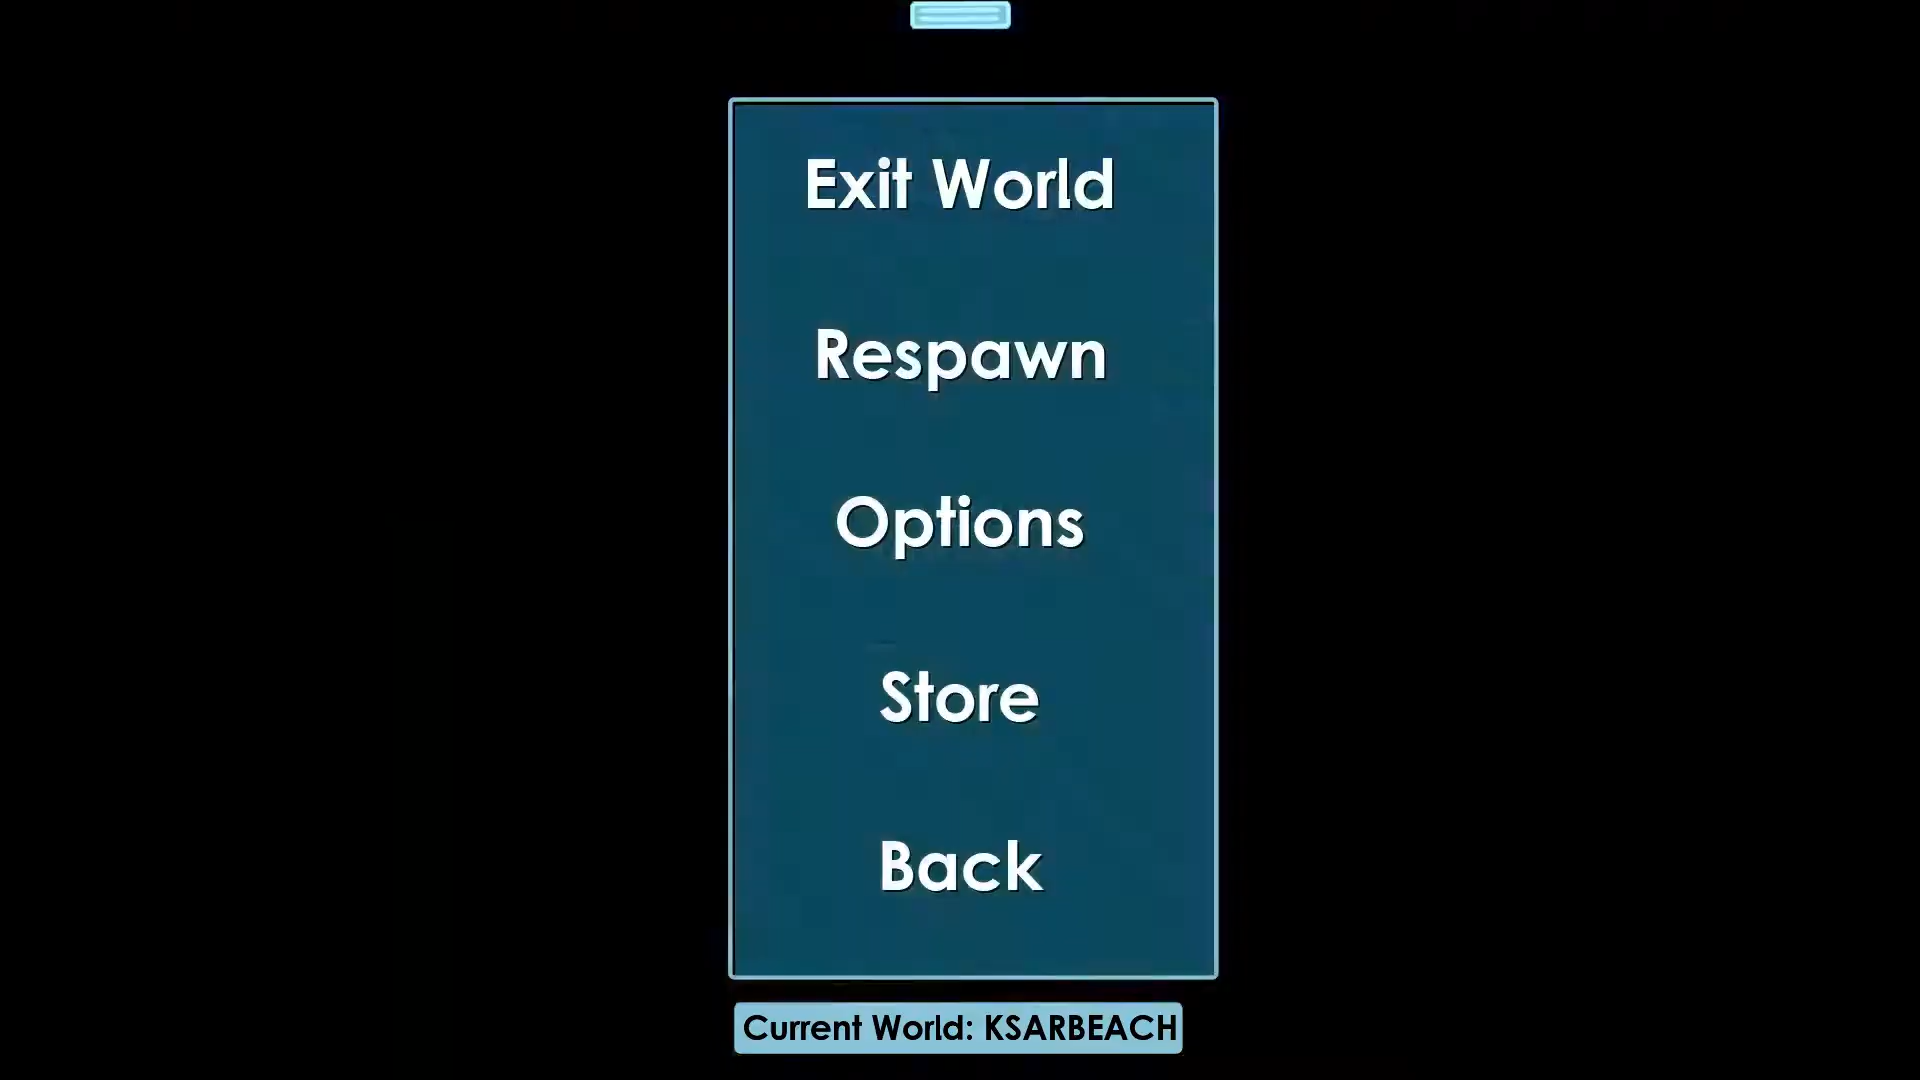 Exit World
Respawn
Options
Store
Back
Current World: KSARBEACH